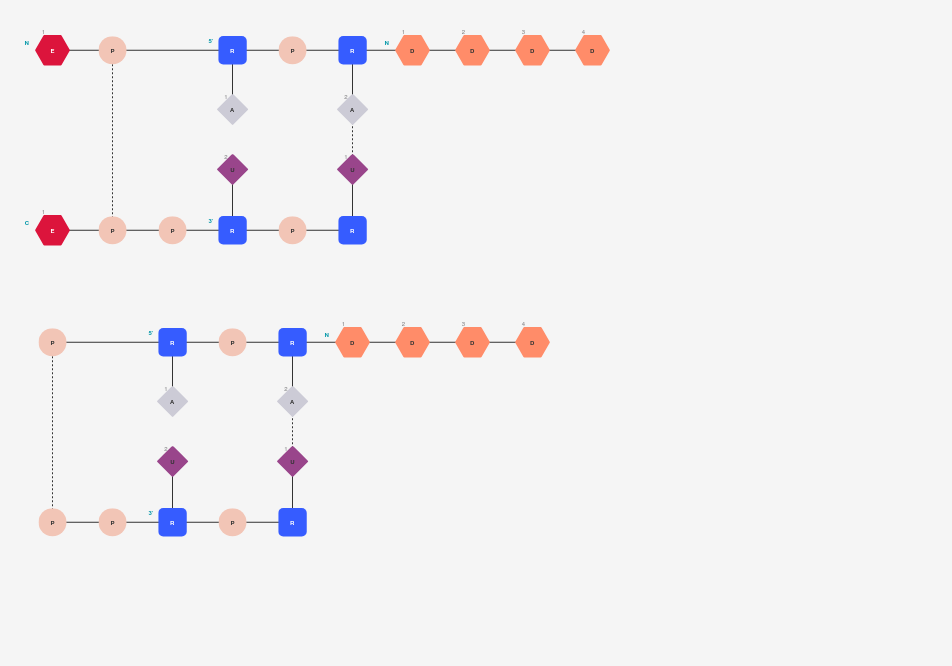 1 2 3 4
N E P 5' R P R N D D D D
1 A 2 A
2 U 1 U
1
C E P P 3' R P R
1 2 3 4
P 5' R P R N D D D D
1 A 2 A
2 U 1 U
P P 3' R P R